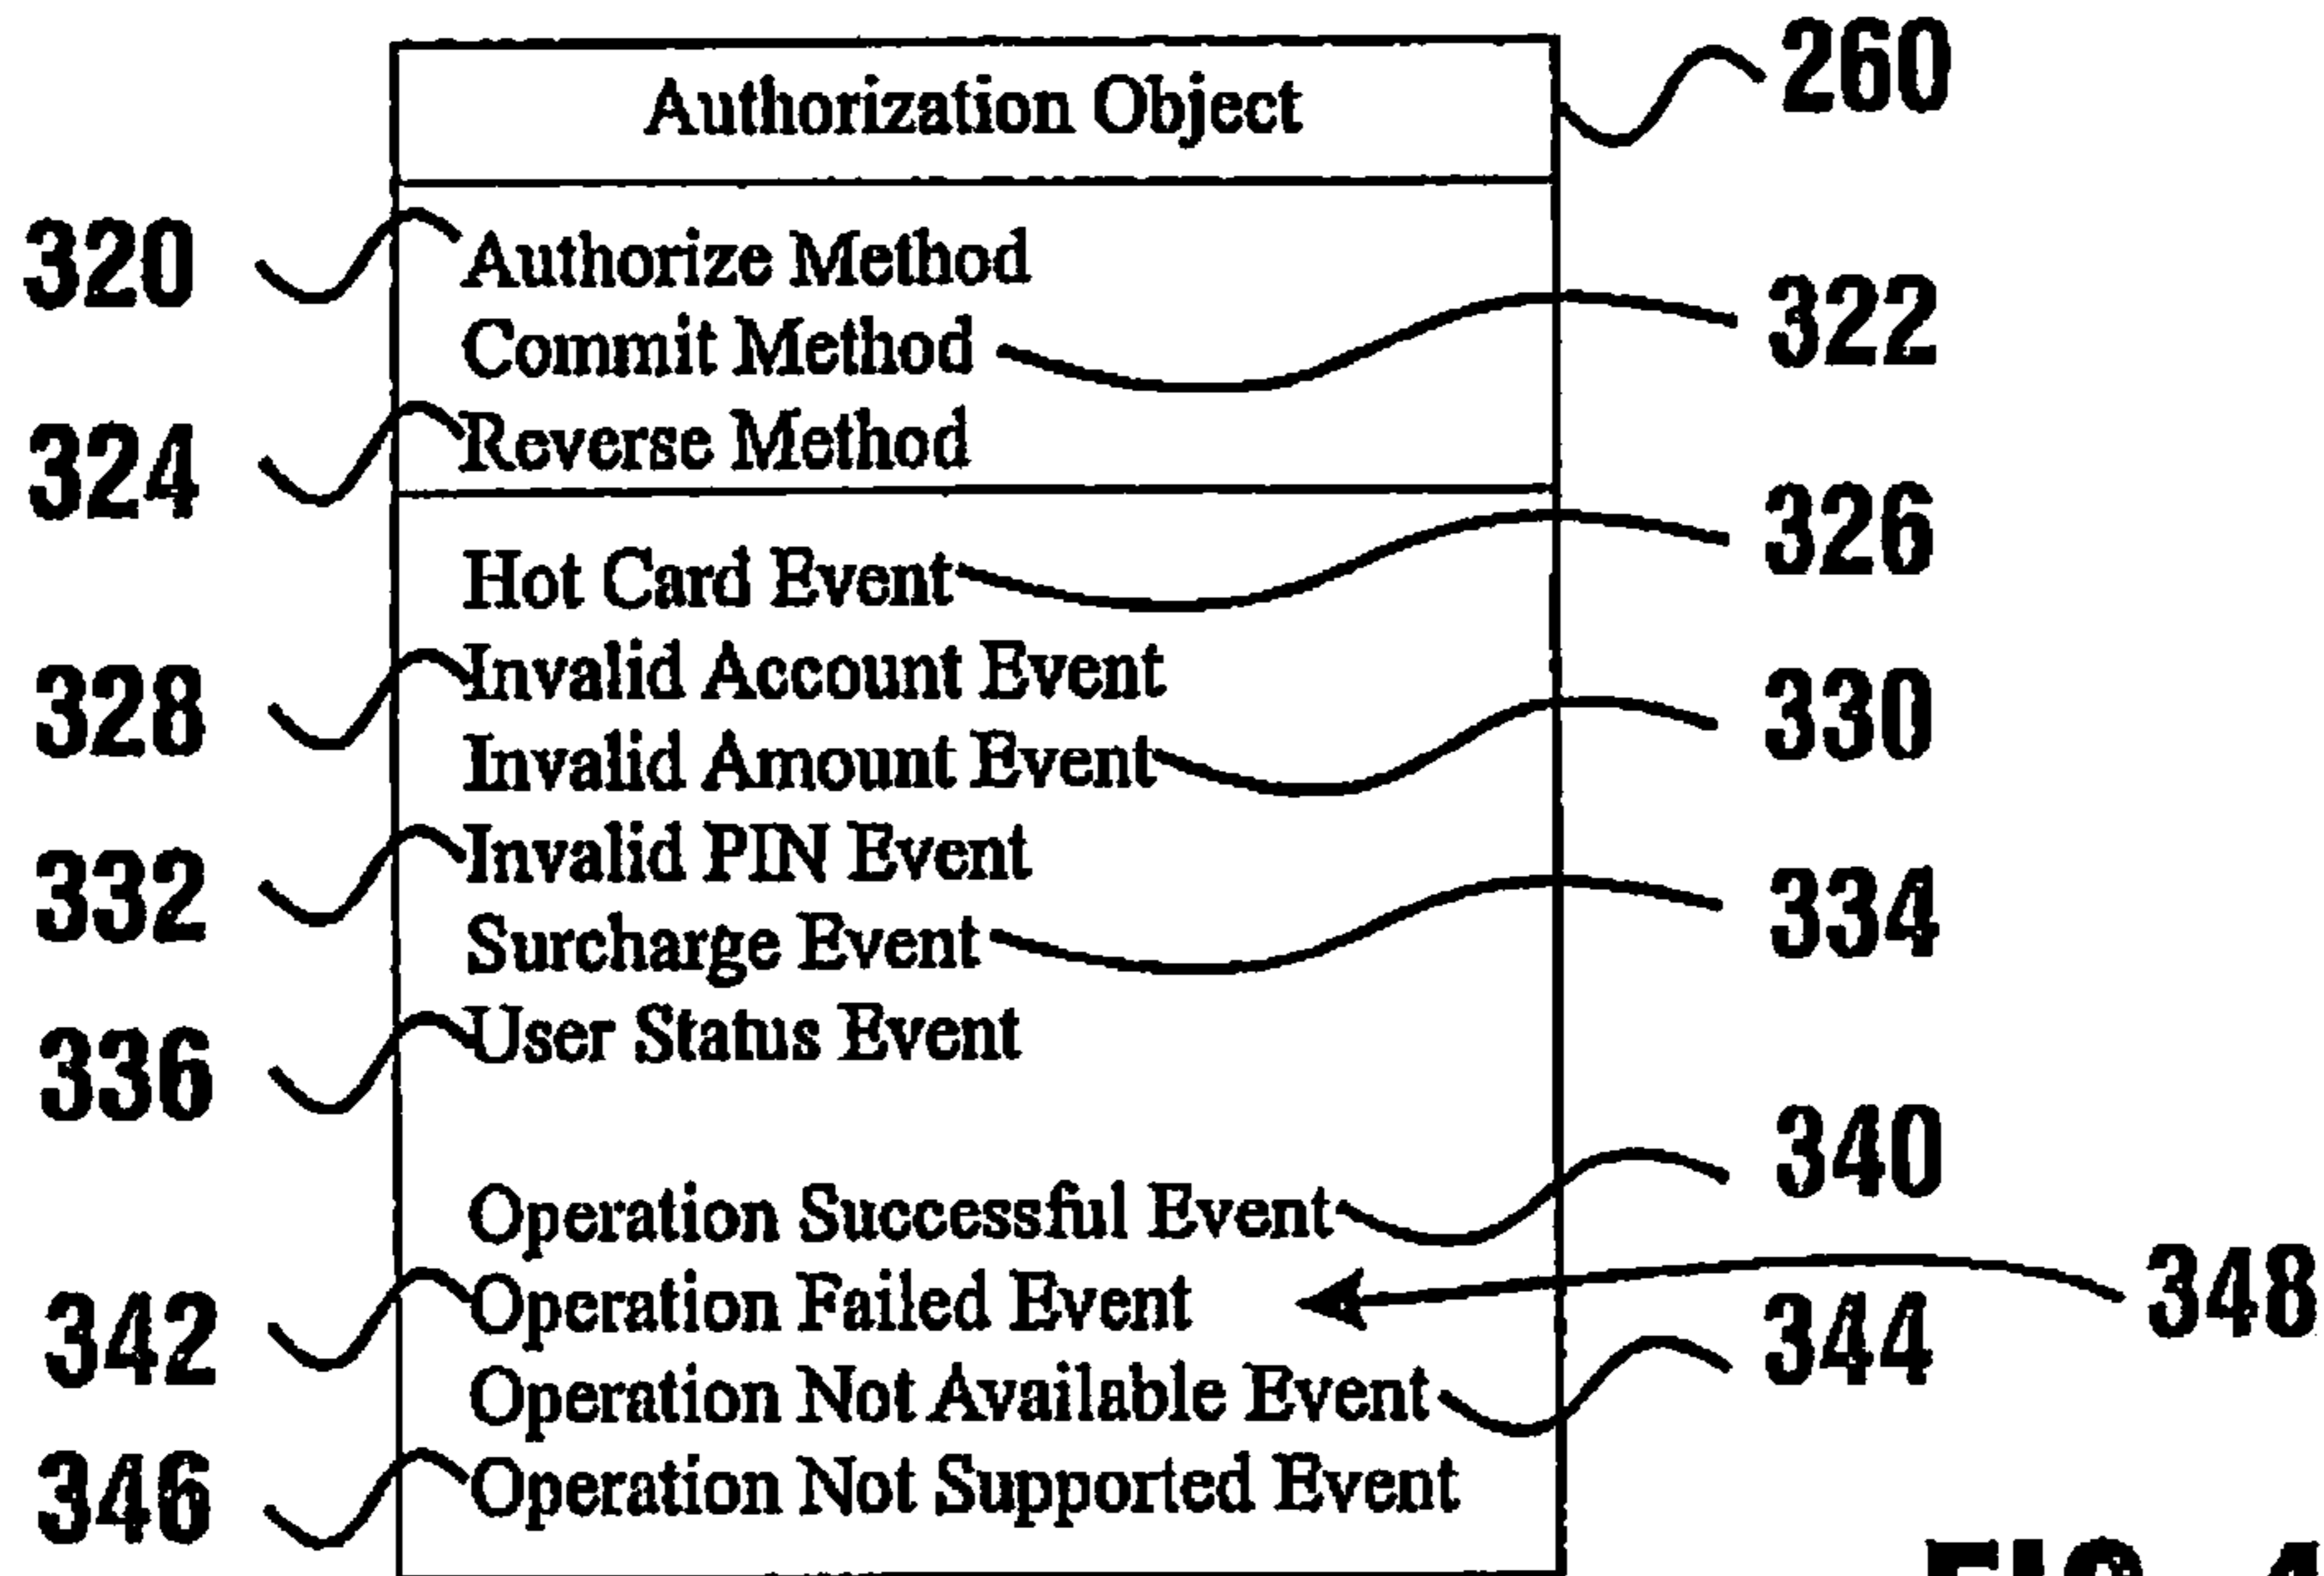 Authorization Object 260
320 Authorize Method
Commit Method 322
324 Reverse Method
Hot Card Event 326
328 Invalid Account Event
Invalid Amount Event 330
332 Invalid PIN Event
Surcharge Event 334
336 User Status Event
Operation Successful Event 340
342 Operation Failed Event 348
Operation Not Available Event 344
346 Operation Not Supported Event